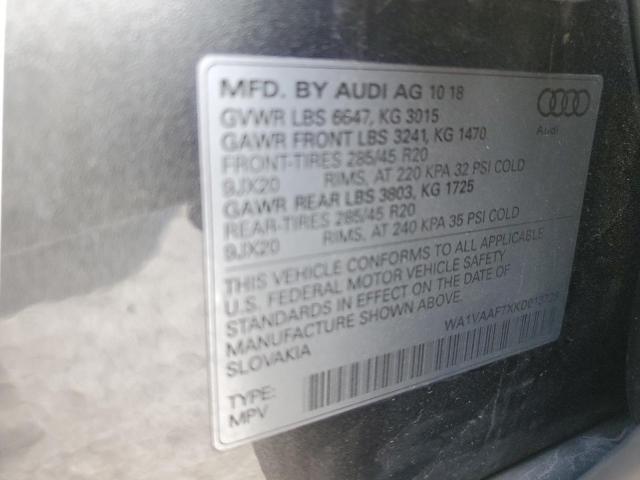 MFD. BY AUDI AG 10 18
GVWR LBS 6647, KG 3015
GAWR FRONT LBS 3241, KG 1470
FRONT-TIRES 285/45 R20
9JX20 RIMS, AT 220 KPA 32 PSI COLD
GAWR REAR LBS 3803, KG 1725
REAR-TIRES 285/45 R20
9JX20 RIMS, AT 240 KPA 35 PSI COLD
Audi
THIS VEHICLE CONFORMS TO ALL APPLICABLE
U.S. FEDERAL MOTOR VEHICLE SAFETY
STANDARDS IN EFFECT ON THE DATE OF
MANUFACTURE SHOWN ABOVE.
SLOVAKIA
TYPE:
MPV